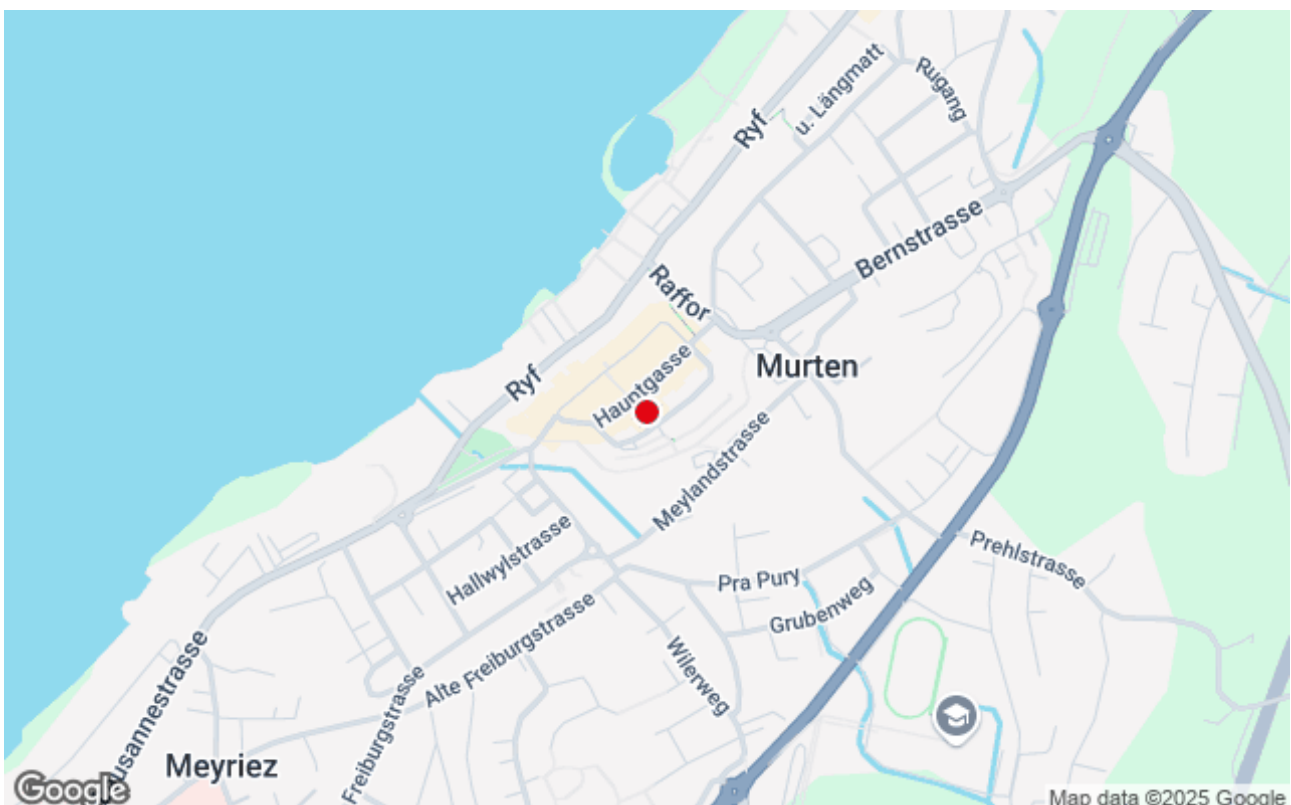 Rugang
u. Längmatt
Ryf
Bernstrasse
Raffor
Murten
Hauptgasse
Ryf
Meylandstrasse
Prehlstrasse
Hallwylstrasse
Pra Pury
Grubenweg
Alte Freiburgstrasse
Wilerweg
usannestrasse
Freiburgstrasse
Meyriez
Google
Map data ©2025 Google